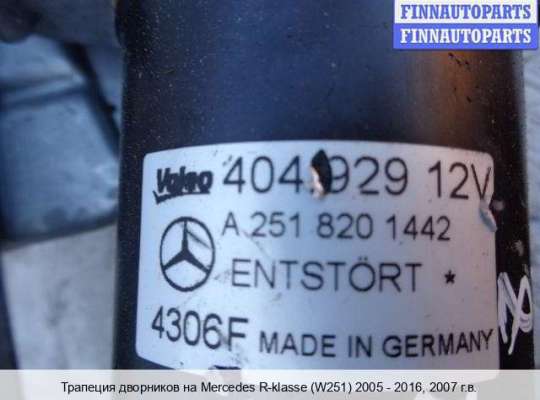 FINNAUTOPARTS
FINNAUTOPARTS
Valeo 404.929 12V
A 251 820 1442
ENTSTÖRT *
4306F MADE IN GERMANY
Трапеция дворников на Mercedes R-klasse (W251) 2005 - 2016, 2007 г.в.